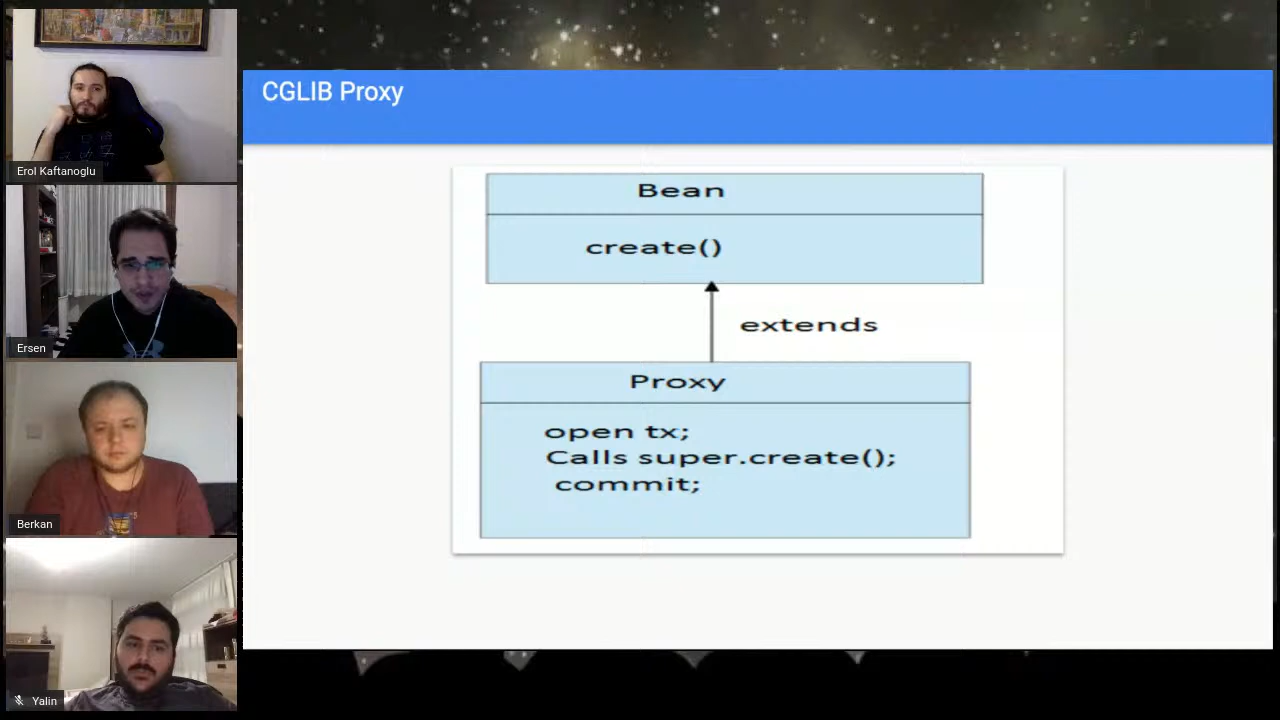 CGLIB Proxy
Bean
create()
extends
Proxy
open tx;
Calls super.create();
commit;
Erol Kaftanoglu
Ersen
Berkan
Yalin